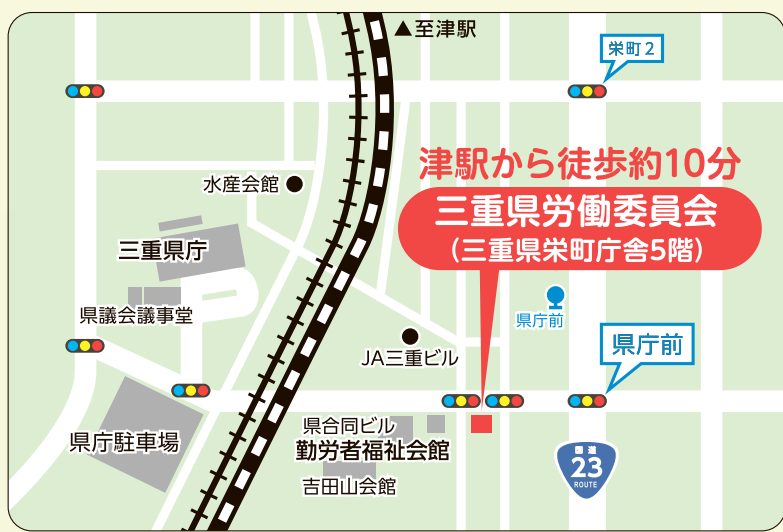 ▲至津駅
栄町2
津駅から徒歩約10分
水産会館
三重県労働委員会
(三重県栄町庁舎5階)
三重県庁
県議会議事堂
県庁前
県庁前
JA三重ビル
県合同ビル
県庁駐車場
勤労者福祉会館
吉田山会館
国道
23
ROUTE